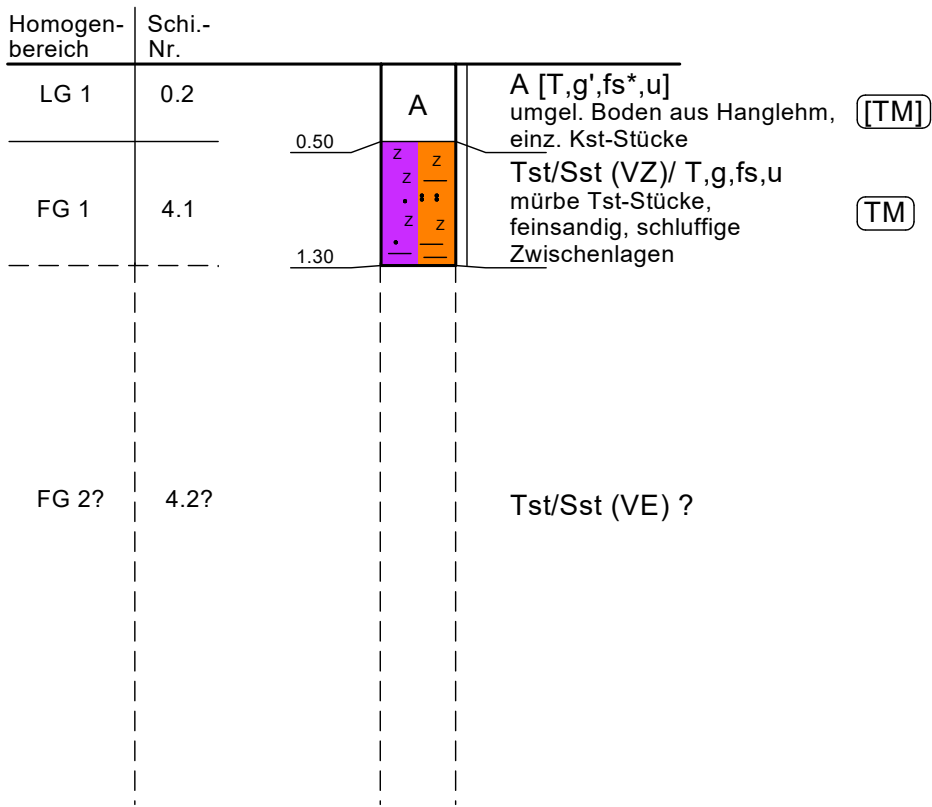 Homogen-
bereich
Schi.-
Nr.
LG 1
0.2
A
A [T,g',fs*,u]
umgel. Boden aus Hanglehm,
einz. Kst-Stücke
[TM]
0.50
FG 1
4.1
Z
Z
Z
Z
Z
Tst/Sst (VZ)/ T,g,fs,u
mürbe Tst-Stücke,
feinsandig, schluffige
Zwischenlagen
TM
1.30
FG 2?
4.2?
Tst/Sst (VE) ?